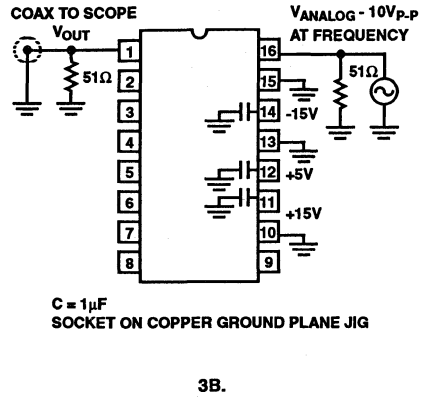 COAX TO SCOPE
VOUT
51Ω
1
2
3
4
5
6
7
8
VANALOG - 10VP-P
AT FREQUENCY
16
51Ω
15
14 -15V
13
12 +5V
11
+15V
10
9
C = 1μF
SOCKET ON COPPER GROUND PLANE JIG
3B.